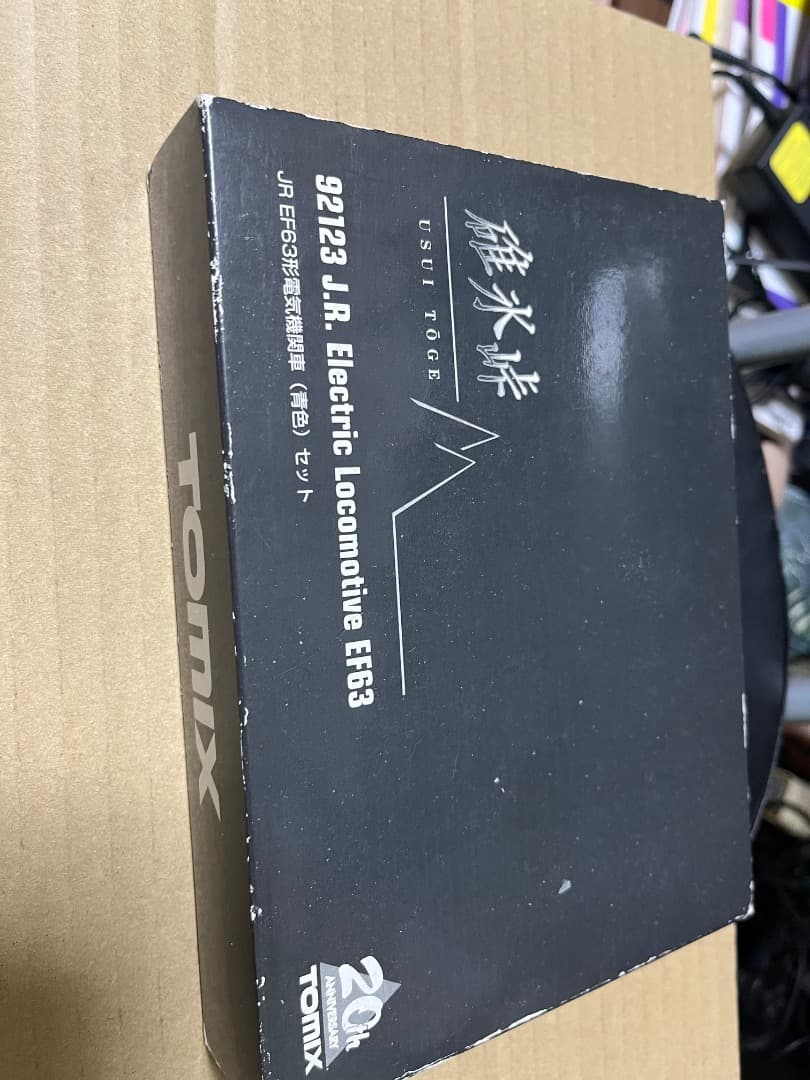 碓氷峠
USUI TŌGE
92123 J.R. Electric Locomotive EF63
JR EF63形電気機関車（青色）セット
20th
ANNIVERSARY
TOMIX
TOMIX